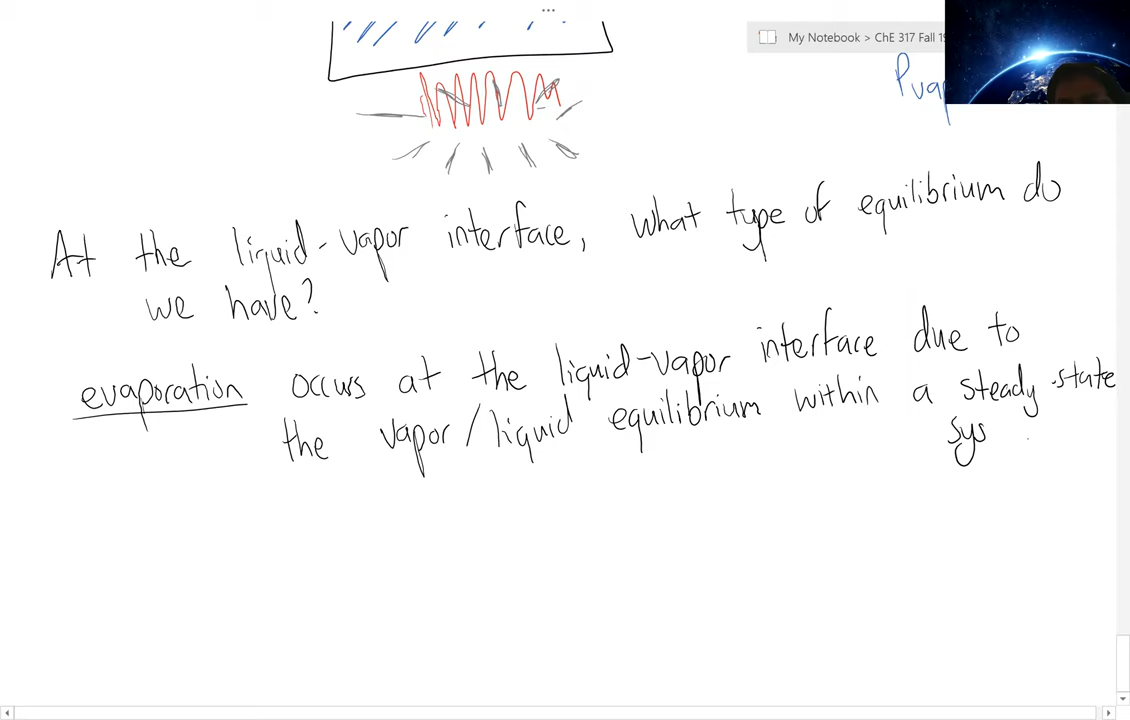 My Notebook > ChE 317 Fall 19
Pvap
At the liquid-vapor interface, what type of equilibrium do
we have?
evaporation occurs at the liquid-vapor interface due to
the vapor/liquid equilibrium within a steady-state
sys